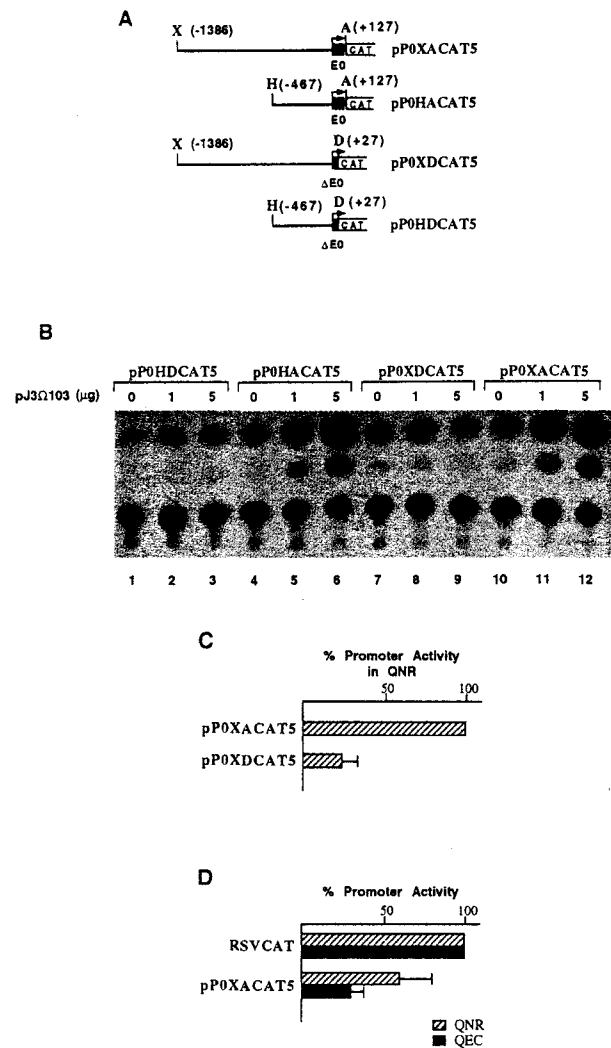 A
X (-1386) A(+127)
CAT pP0XACAT5
E0
H(-467) A(+127)
CAT pP0HACAT5
E0
X (-1386) D(+27)
CAT pP0XDCAT5
ΔE0
H(-467) D(+27)
CAT pP0HDCAT5
ΔE0
B
pP0HDCAT5 pP0HACAT5 pP0XDCAT5 pP0XACAT5
pJ3Ω103 (μg) 0 1 5 0 1 5 0 1 5 0 1 5
1 2 3 4 5 6 7 8 9 10 11 12
C
% Promoter Activity
in QNR
50 100
pP0XACAT5
pP0XDCAT5
D
% Promoter Activity
50 100
RSVCAT
pP0XACAT5
QNR
QEC